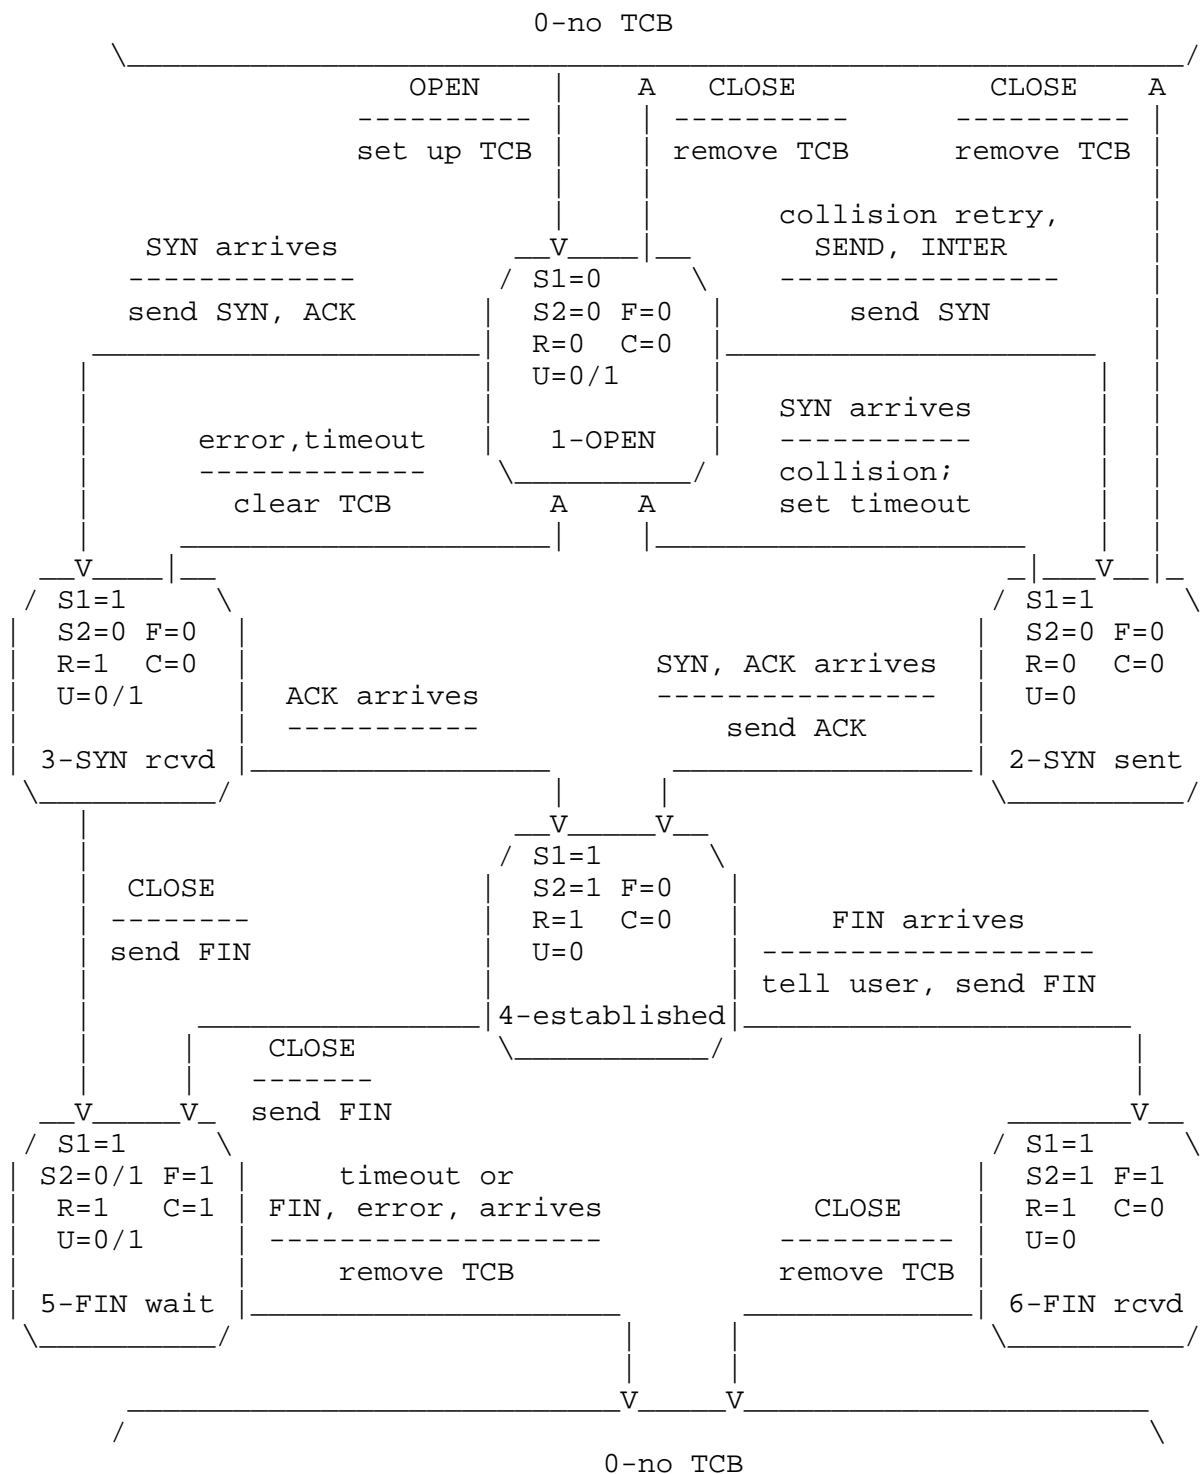 0-no TCB
OPEN | A CLOSE CLOSE A
---------- | | ---------- ---------- |
set up TCB | | remove TCB remove TCB |
collision retry,
SYN arrives SEND, INTER
------------- / S1=0 \ ----------------
send SYN, ACK | S2=0 F=0 | send SYN
R=0 C=0
U=0/1
SYN arrives
error,timeout | 1-OPEN | -----------
------------- collision;
clear TCB A A set timeout
V V
/ S1=1 \ / S1=1 \
| S2=0 F=0 | | S2=0 F=0
| R=1 C=0 | SYN, ACK arrives | R=0 C=0
| U=0/1 | ACK arrives ---------------- | U=0
| | ----------- send ACK |
| 3-SYN rcvd | | 2-SYN sent
V V
/ S1=1 \
CLOSE | S2=1 F=0 |
-------- | R=1 C=0 | FIN arrives
send FIN | U=0 | -------------------
tell user, send FIN
|4-established|
CLOSE
-------
V V send FIN V
/ S1=1 \ / S1=1 \
| S2=0/1 F=1 | timeout or | S2=1 F=1
| R=1 C=1 | FIN, error, arrives CLOSE | R=1 C=0
| U=0/1 | ------------------- ---------- | U=0
remove TCB remove TCB
| 5-FIN wait | | 6-FIN rcvd
V V
0-no TCB